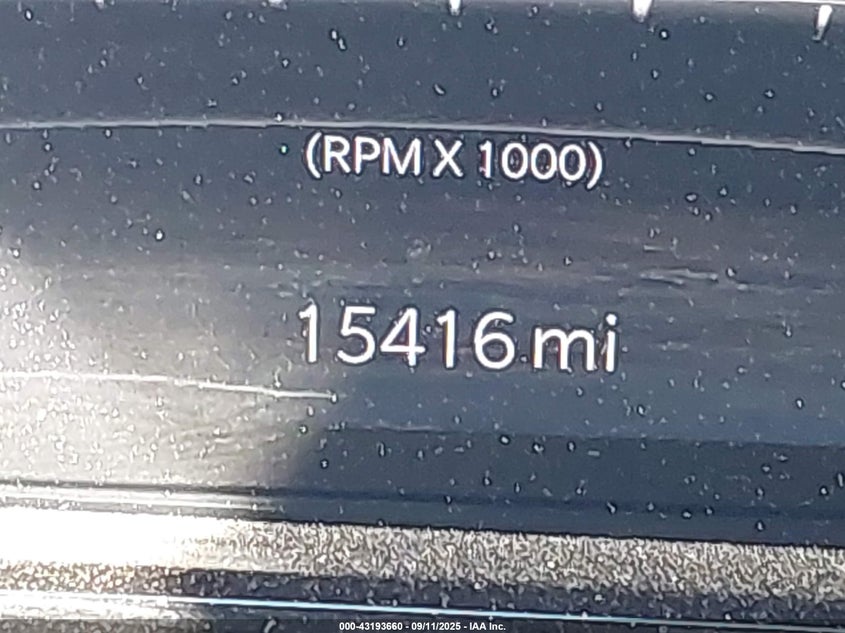 (RPM X 1000)
15416 mi
000-43193660 - 09/11/2025 - IAA Inc.